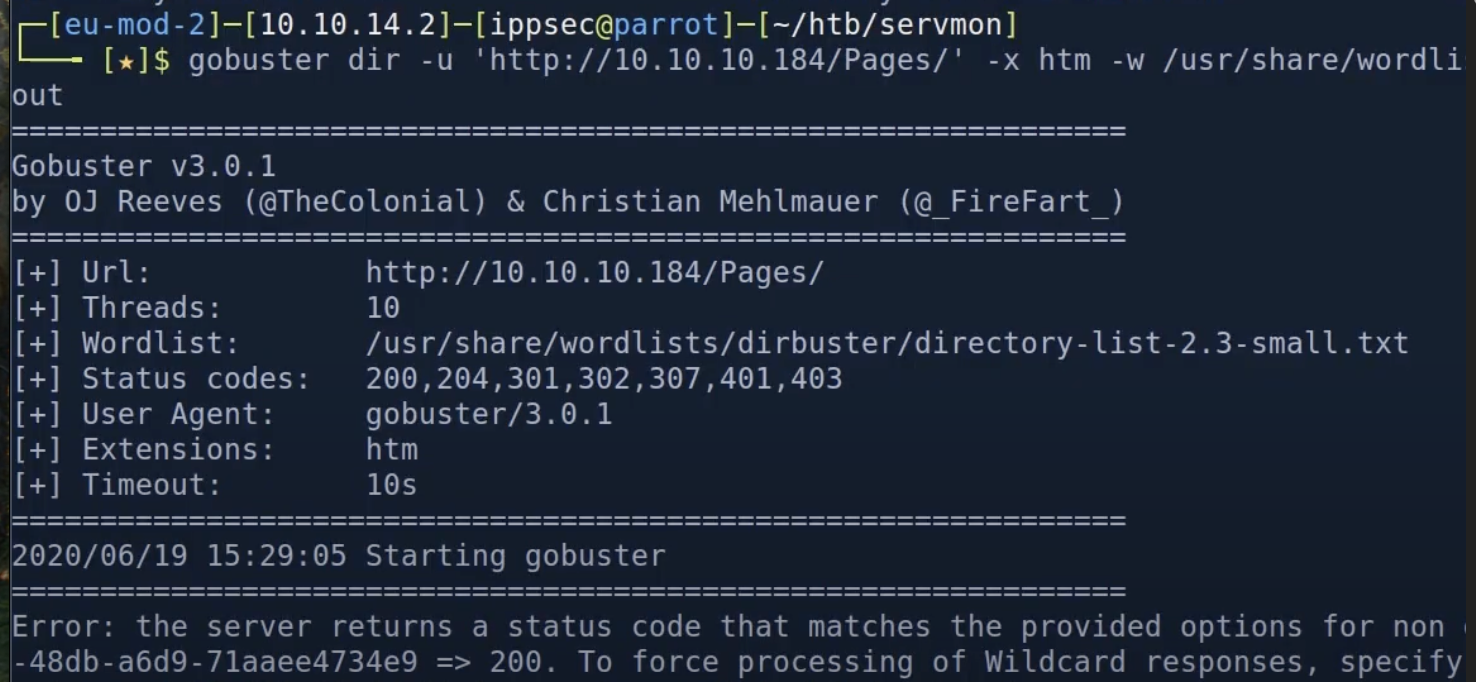 ┌─[eu-mod-2]─[10.10.14.2]─[ippsec@parrot]─[~/htb/servmon]
└──╼ [★]$ gobuster dir -u 'http://10.10.10.184/Pages/' -x htm -w /usr/share/wordli
out
===============================================================
Gobuster v3.0.1
by OJ Reeves (@TheColonial) & Christian Mehlmauer (@_FireFart_)
===============================================================
[+] Url:            http://10.10.10.184/Pages/
[+] Threads:        10
[+] Wordlist:       /usr/share/wordlists/dirbuster/directory-list-2.3-small.txt
[+] Status codes:   200,204,301,302,307,401,403
[+] User Agent:     gobuster/3.0.1
[+] Extensions:     htm
[+] Timeout:        10s
===============================================================
2020/06/19 15:29:05 Starting gobuster
===============================================================
Error: the server returns a status code that matches the provided options for non
-48db-a6d9-71aaee4734e9 => 200. To force processing of Wildcard responses, specify